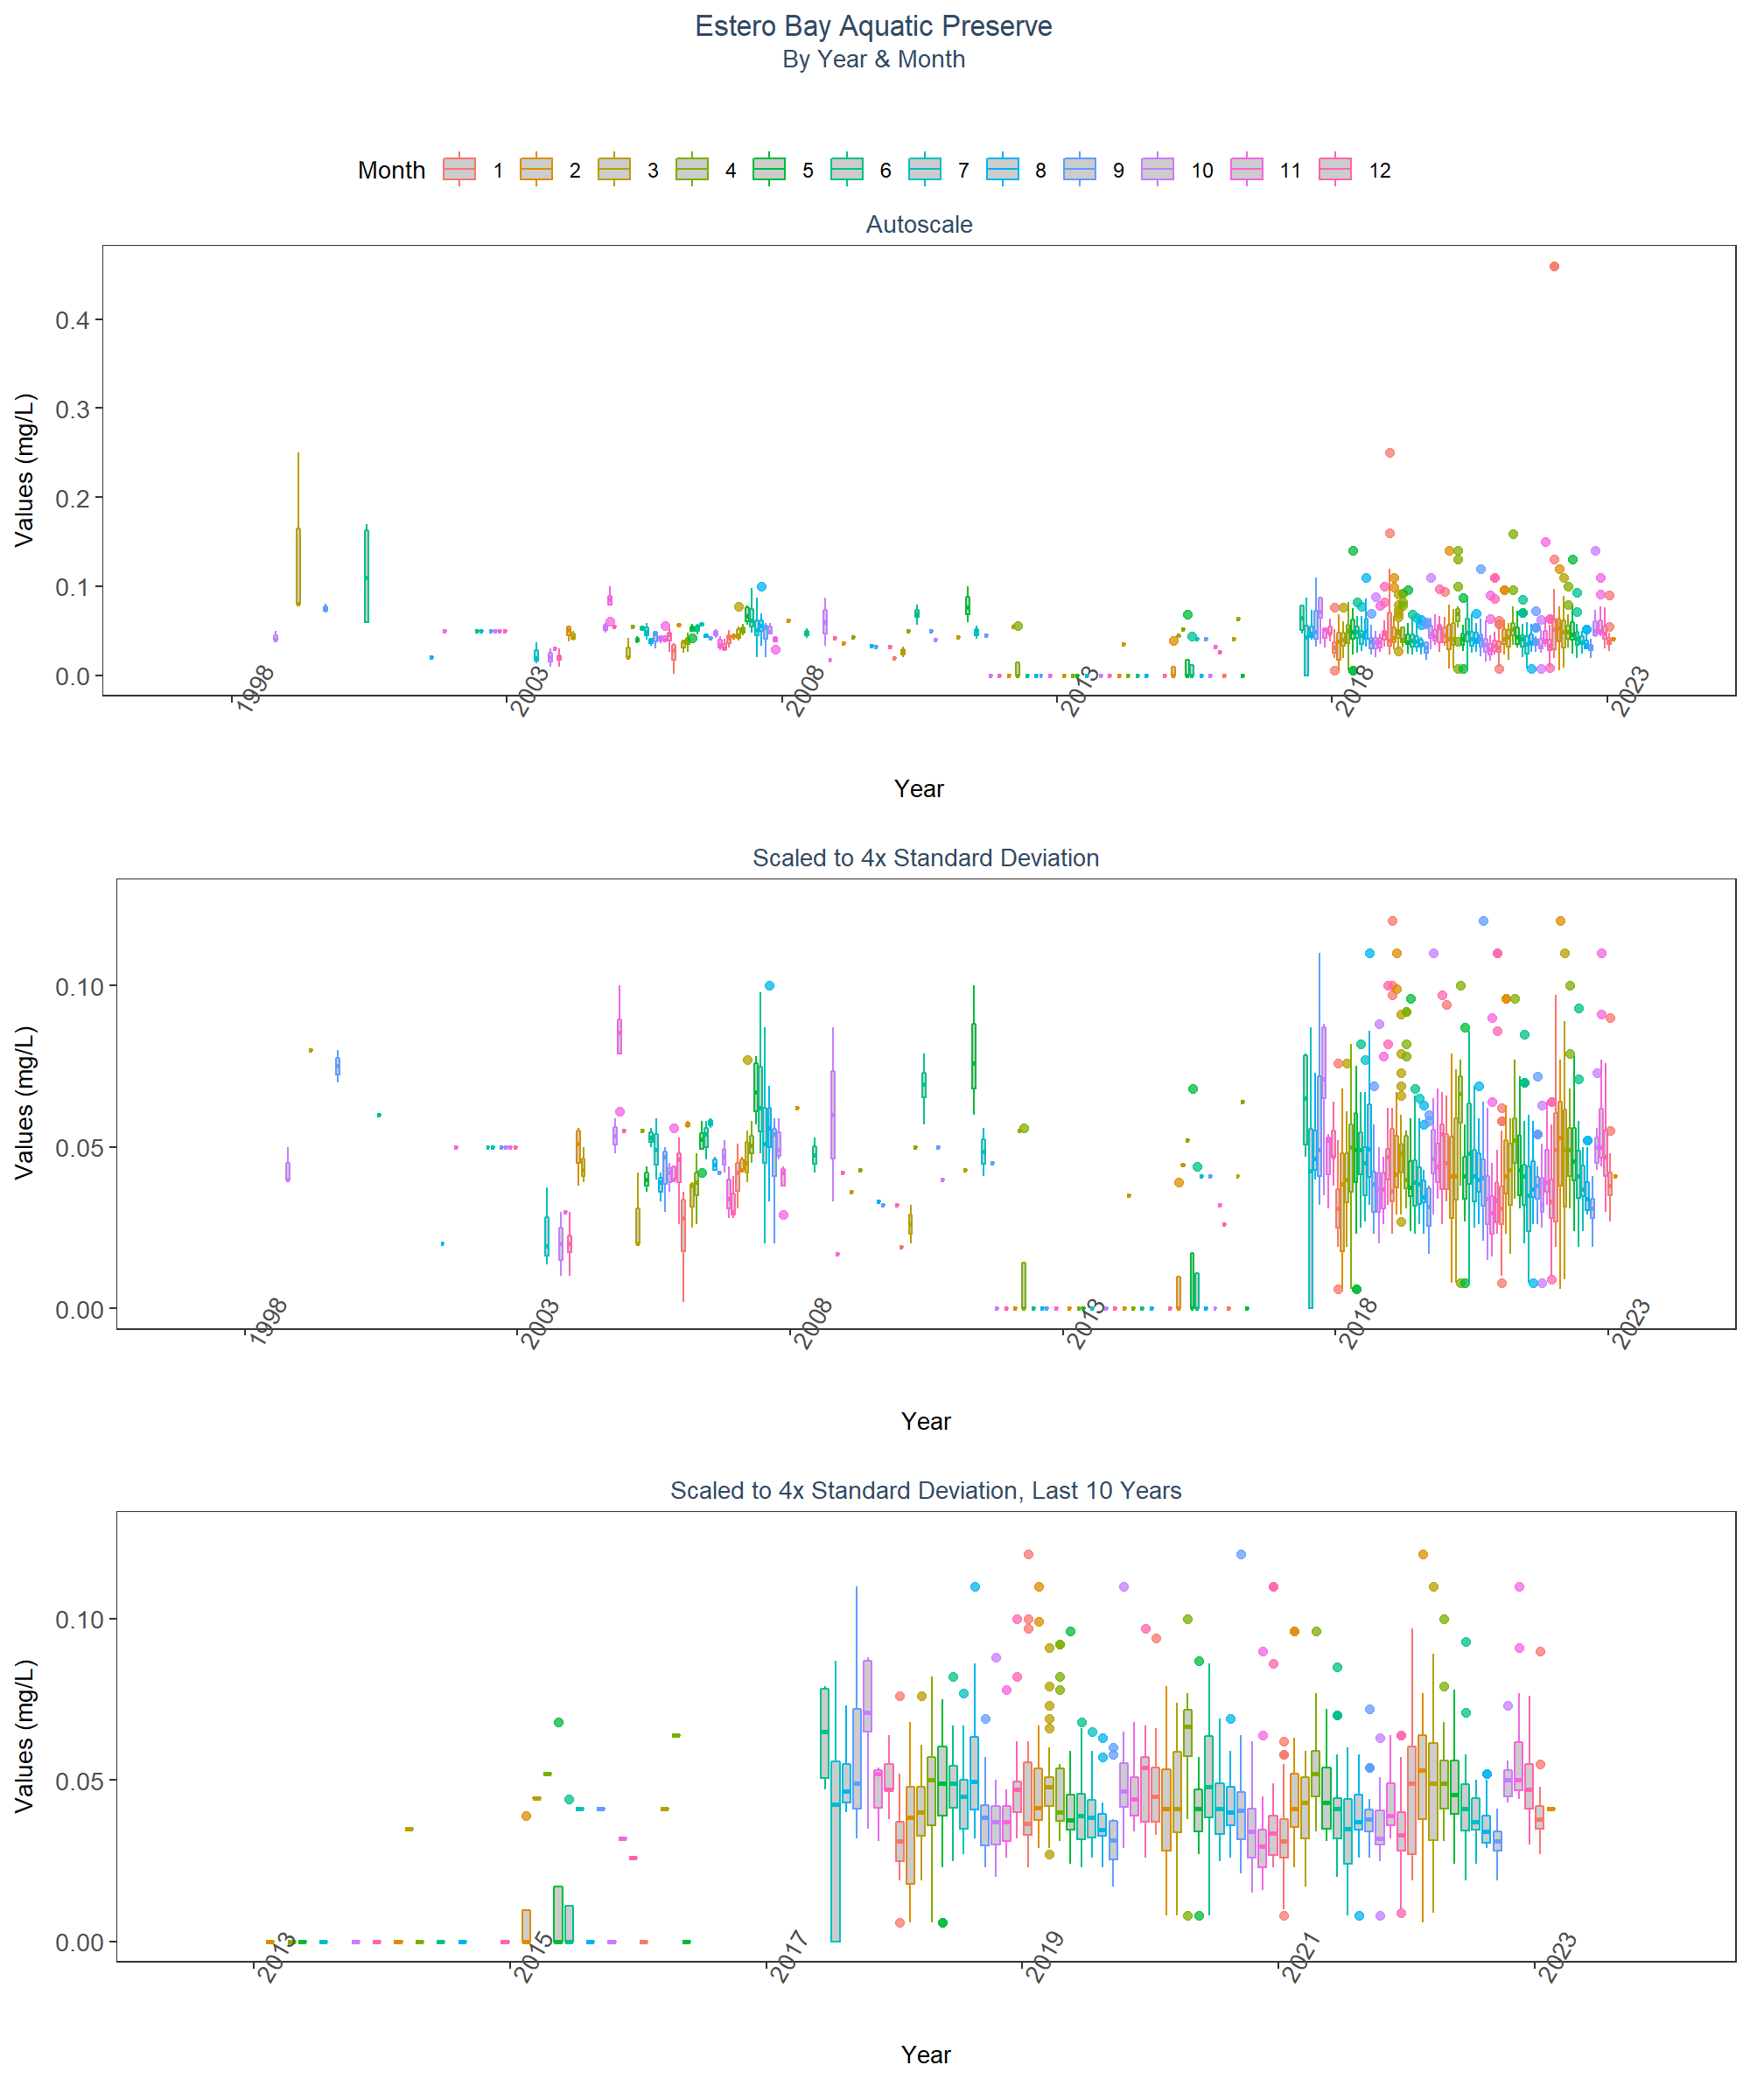 Estero Bay Aquatic Preserve
By Year & Month
Month 1 2 3 4 5 6 7 8 9 10 11 12
Autoscale
Values (mg/L)
0.4
0.3
0.2
0.1
0.0
1998 2003 2008 2013 2018 2023
Year
Scaled to 4x Standard Deviation
Values (mg/L)
0.10
0.05
0.00
1998 2003 2008 2013 2018 2023
Year
Scaled to 4x Standard Deviation, Last 10 Years
Values (mg/L)
0.10
0.05
0.00
2013 2015 2017 2019 2021 2023
Year